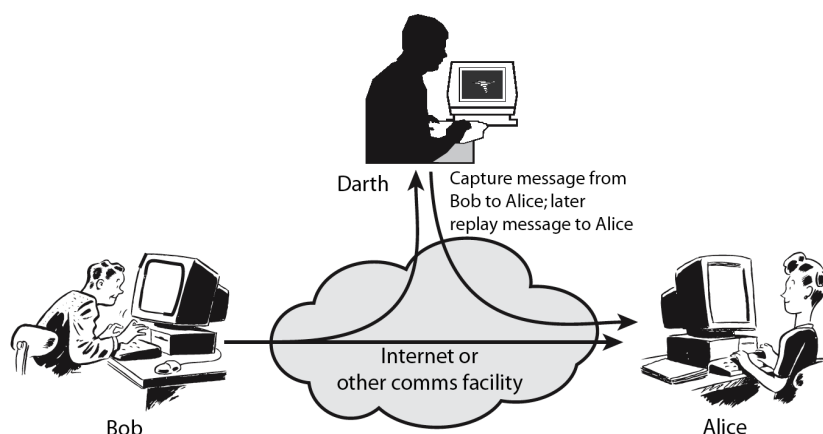 Darth
Capture message from
Bob to Alice; later
replay message to Alice
Internet or
other comms facility
Bob
Alice